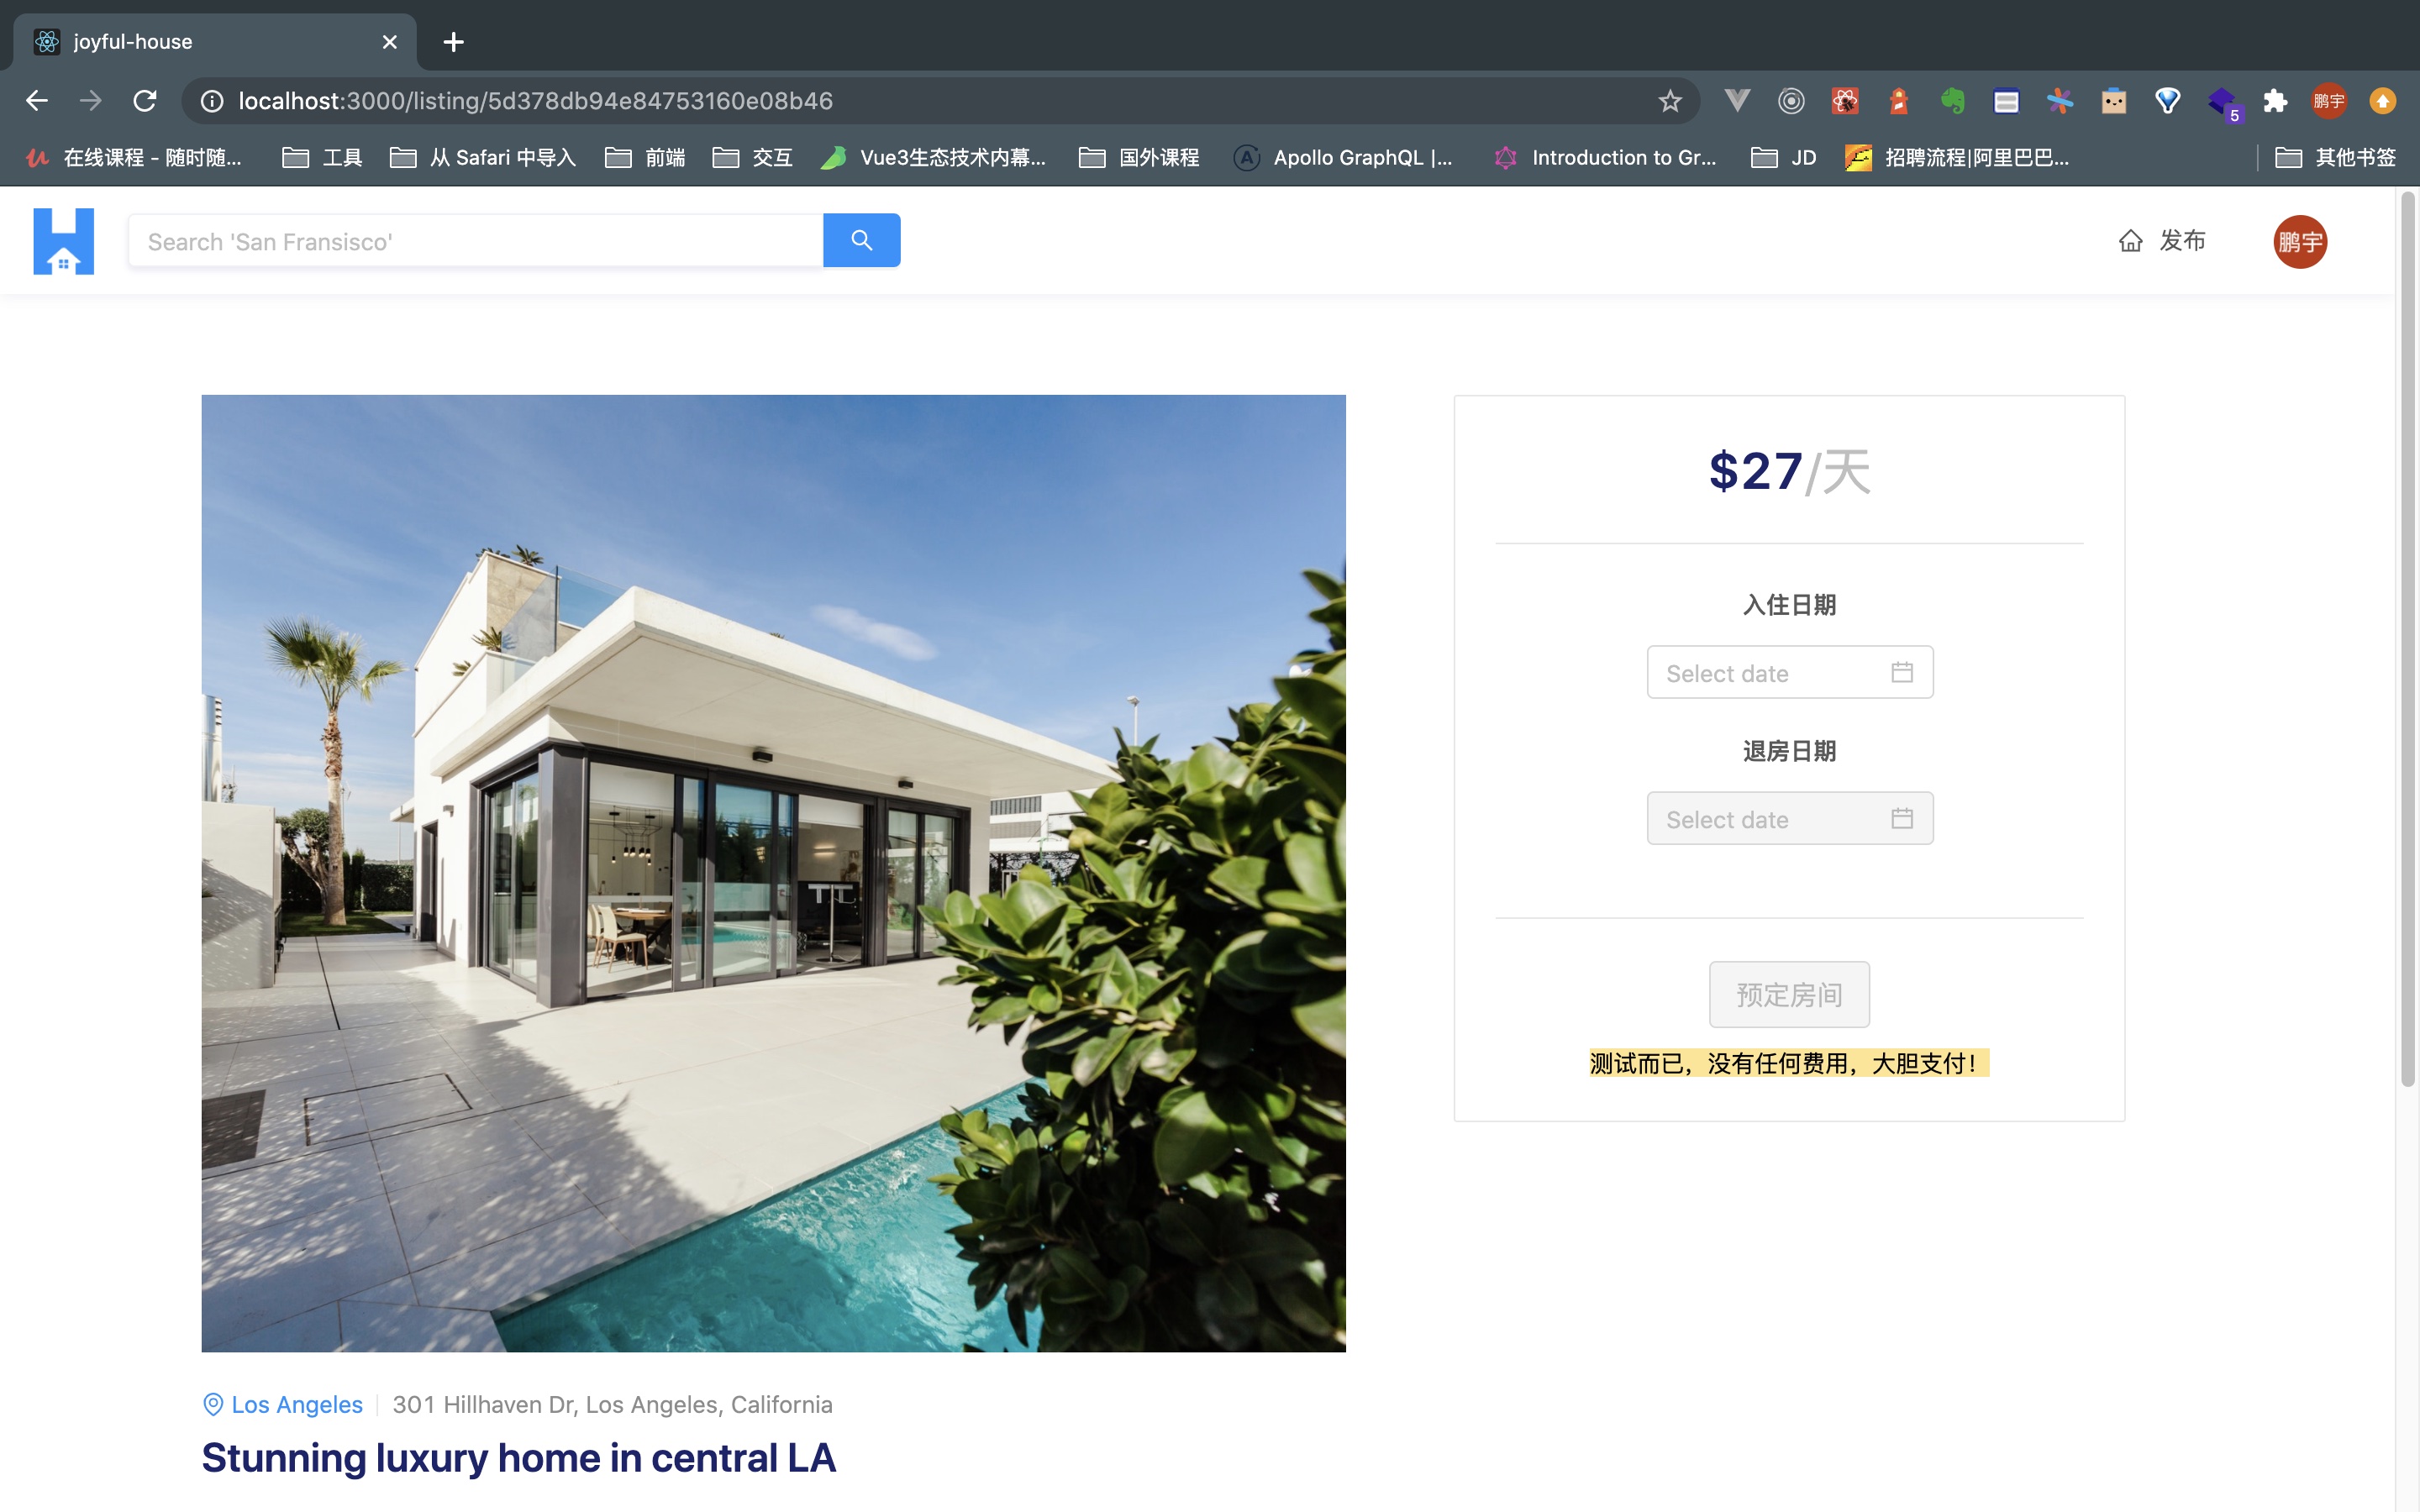 joyful-house
localhost:3000/listing/5d378db94e84753160e08b46
鹏宇
5
在线课程 - 随时随...
工具
从 Safari 中导入
前端
交互
Vue3生态技术内幕...
国外课程
Apollo GraphQL |...
Introduction to Gr...
JD
招聘流程|阿里巴巴...
其他书签
Search 'San Fransisco'
发布
鹏宇
$27/天
入住日期
Select date
退房日期
Select date
预定房间
测试而已，没有任何费用，大胆支付！
Los Angeles
301 Hillhaven Dr, Los Angeles, California
Stunning luxury home in central LA